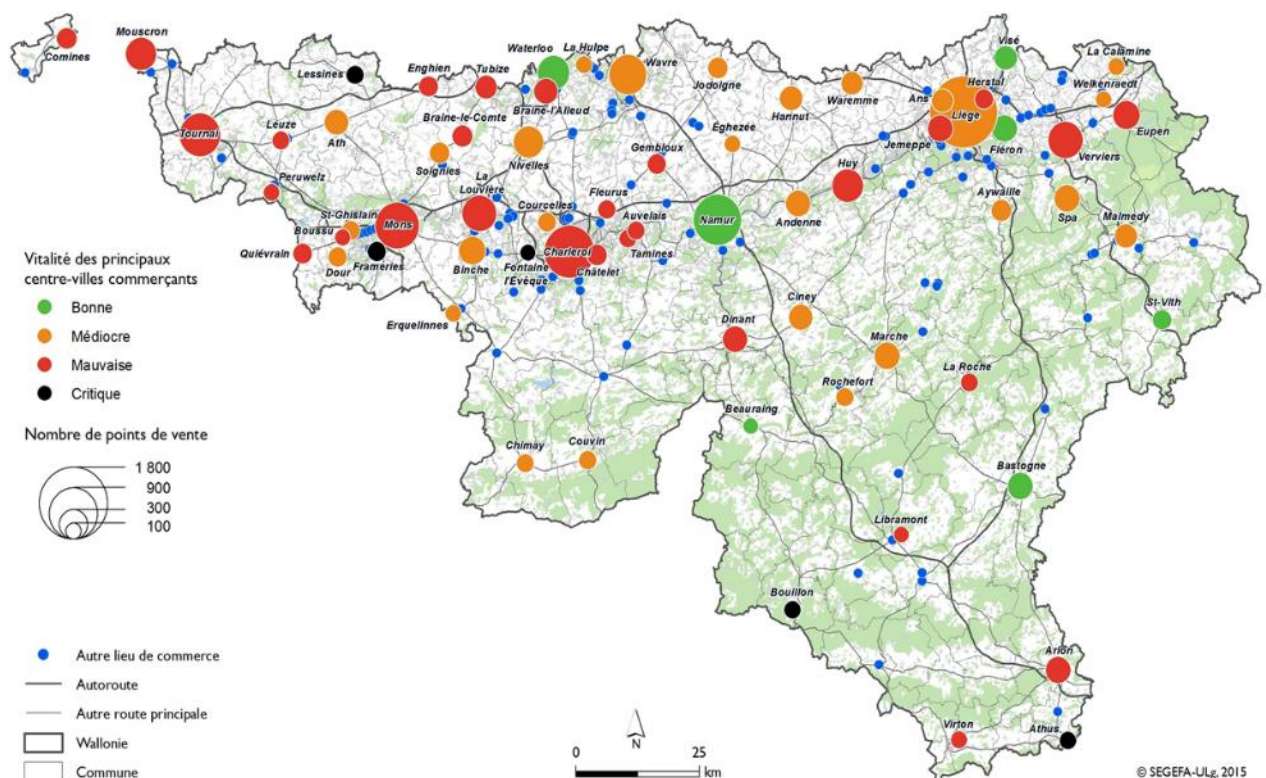 Comines
Mouscron
Lessines
Enghien
Tubize
Waterloo
La Hulpe
Wavre
Braine-l'Alleud
Jodoigne
Hannut
Waremme
Visé
Herstal
Ans
Liège
Jemeppe
Fléron
La Calamine
Welkenraedt
Eupen
Verviers
Tournai
Leuze
Ath
Braine-le-Comte
Soignies
Nivelles
Gembloux
Éghezée
Huy
Andenne
Aywaille
Spa
Malmedy
Peruwelz
St-Ghislain
Boussu
Mons
La
Louvière
Courcelles
Fleurus
Auvelais
Tamines
Namur
Quiévrain
Dour
Frameries
Binche
Fontaine
l'Evèque
Charleroi
Châtelet
Erquelinnes
Dinant
Ciney
Marche
La Roche
St-Vith
Rochefort
Beauraing
Chimay
Couvin
Bastogne
Libramont
Bouillon
Arlon
Virton
Athus
Vitalité des principaux
centre-villes commerçants
Bonne
Médiocre
Mauvaise
Critique
Nombre de points de vente
1 800
900
300
100
Autre lieu de commerce
Autoroute
Autre route principale
Wallonie
Commune
N
0
25
km
© SEGEFA-ULg, 2015